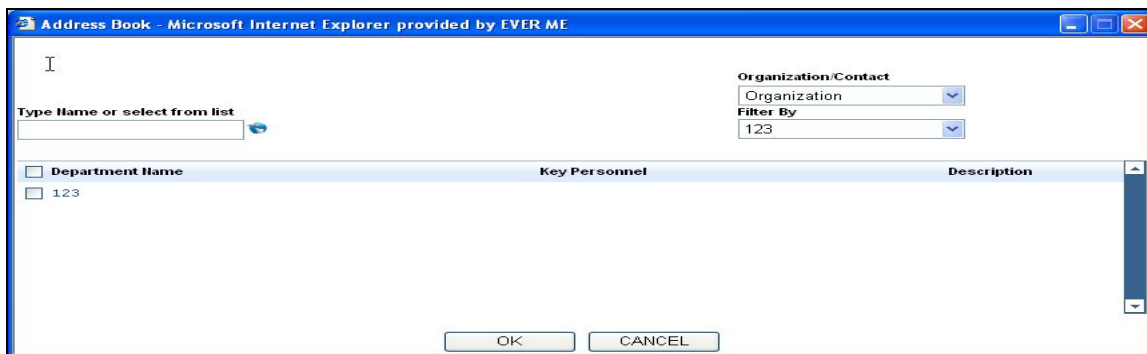 Address Book - Microsoft Internet Explorer provided by EVER ME
Organization/Contact
Organization
Type Name or select from list
Filter By
123
Department Name Key Personnel Description
123
OK CANCEL